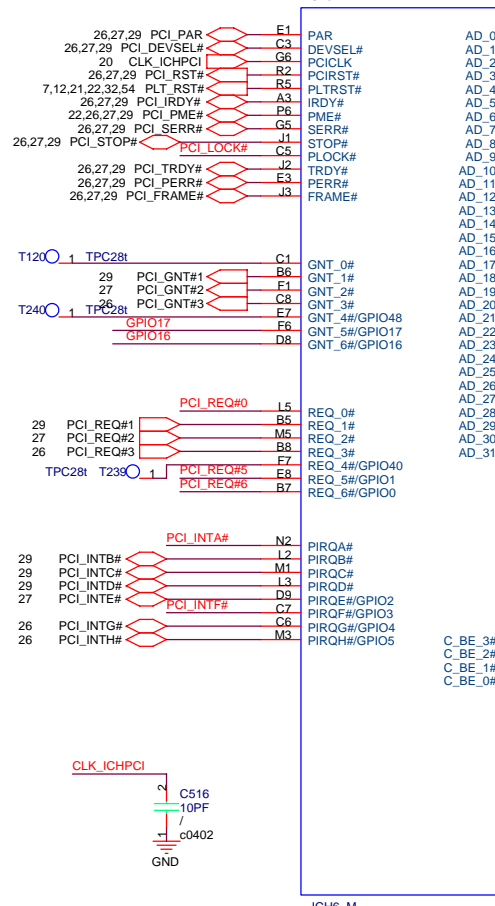 26,27,29 PCI_PAR E1 PAR AD_0
26,27,29 PCI_DEVSEL# C3 DEVSEL# AD_1
20 CLK_ICHPCI G6 PCICLK AD_2
26,27,29 PCI_RST# R2 PCIRST# AD_3
7,12,21,22,32,54 PLT_RST# R5 PLTRST# AD_4
26,27,29 PCI_IRDY# A3 IRDY# AD_5
22,26,27,29 PCI_PME# P6 PME# AD_6
26,27,29 PCI_SERR# G5 SERR# AD_7
26,27,29 PCI_STOP# J1 STOP# AD_8
PCI_LOCK# C5 PLOCK# AD_9
26,27,29 PCI_TRDY# J2 TRDY# AD_10
26,27,29 PCI_PERR# E3 PERR# AD_11
26,27,29 PCI_FRAME# J3 FRAME# AD_12
AD_13
AD_14
AD_15
AD_16
T120 1 TPC28t C1 GNT_0# AD_17
29 PCI_GNT#1 B6 GNT_1# AD_18
27 PCI_GNT#2 F1 GNT_2# AD_19
26 PCI_GNT#3 C8 GNT_3# AD_20
T240 1 TPC28t E7 GNT_4#/GPIO48 AD_21
GPIO17 F6 GNT_5#/GPIO17 AD_22
GPIO16 D8 GNT_6#/GPIO16 AD_23
AD_24
AD_25
AD_26
AD_27
PCI_REQ#0 L5 REQ_0# AD_28
29 PCI_REQ#1 B5 REQ_1# AD_29
27 PCI_REQ#2 M5 REQ_2# AD_30
26 PCI_REQ#3 B8 REQ_3# AD_31
TPC28t T239 1 F7 REQ_4#/GPIO40
PCI_REQ#5 E8 REQ_5#/GPIO1
PCI_REQ#6 B7 REQ_6#/GPIO0
PCI_INTA# N2 PIRQA#
29 PCI_INTB# L2 PIRQB#
29 PCI_INTC# M1 PIRQC#
29 PCI_INTD# L3 PIRQD#
27 PCI_INTE# D9 PIRQE#/GPIO2
PCI_INTF# C7 PIRQF#/GPIO3
26 PCI_INTG# C6 PIRQG#/GPIO4
26 PCI_INTH# M3 PIRQH#/GPIO5 C_BE_3#
C_BE_2#
C_BE_1#
C_BE_0#
CLK_ICHPCI
2
C516
10PF
/
1 c0402
GND